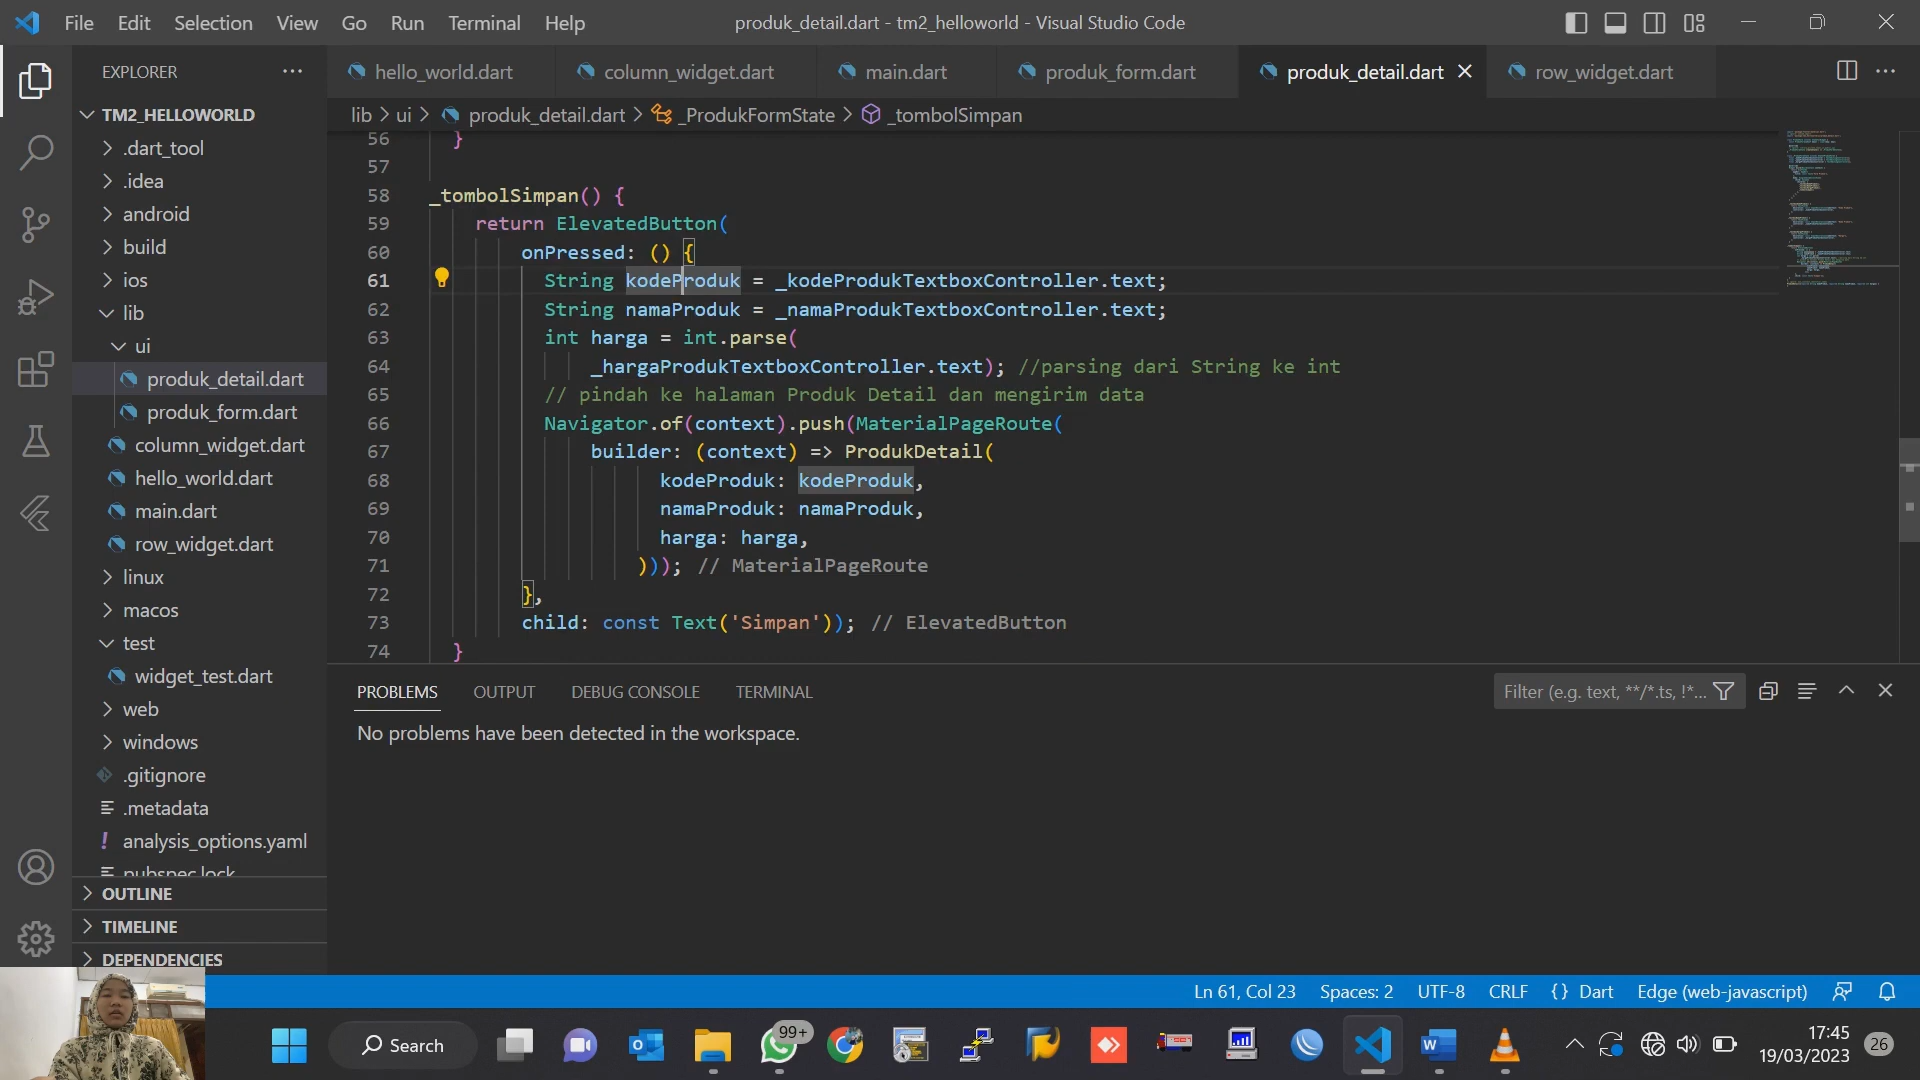 File Edit Selection View Go Run Terminal Help
produk_detail.dart - tm2_helloworld - Visual Studio Code
EXPLORER
hello_world.dart column_widget.dart main.dart produk_form.dart produk_detail.dart row_widget.dart
lib > ui > produk_detail.dart > _ProdukFormState > _tombolSimpan
TM2_HELLOWORLD
.dart_tool
.idea
android
build
ios
lib
ui
produk_detail.dart
produk_form.dart
column_widget.dart
hello_world.dart
main.dart
row_widget.dart
linux
macos
test
widget_test.dart
web
windows
.gitignore
.metadata
analysis_options.yaml
pubspec.lock
OUTLINE
TIMELINE
DEPENDENCIES
56 }
57
58 _tombolSimpan() {
59 return ElevatedButton(
60 onPressed: () {
61 String kodeProduk = _kodeProdukTextboxController.text;
62 String namaProduk = _namaProdukTextboxController.text;
63 int harga = int.parse(
64 _hargaProdukTextboxController.text); //parsing dari String ke int
65 // pindah ke halaman Produk Detail dan mengirim data
66 Navigator.of(context).push(MaterialPageRoute(
67 builder: (context) => ProdukDetail(
68 kodeProduk: kodeProduk,
69 namaProduk: namaProduk,
70 harga: harga,
71 ))); // MaterialPageRoute
72 },
73 child: const Text('Simpan')); // ElevatedButton
74 }
PROBLEMS OUTPUT DEBUG CONSOLE TERMINAL
Filter (e.g. text, **/*.ts, !*...
No problems have been detected in the workspace.
Ln 61, Col 23 Spaces: 2 UTF-8 CRLF {} Dart Edge (web-javascript)
Search
99+
17:45
19/03/2023
26